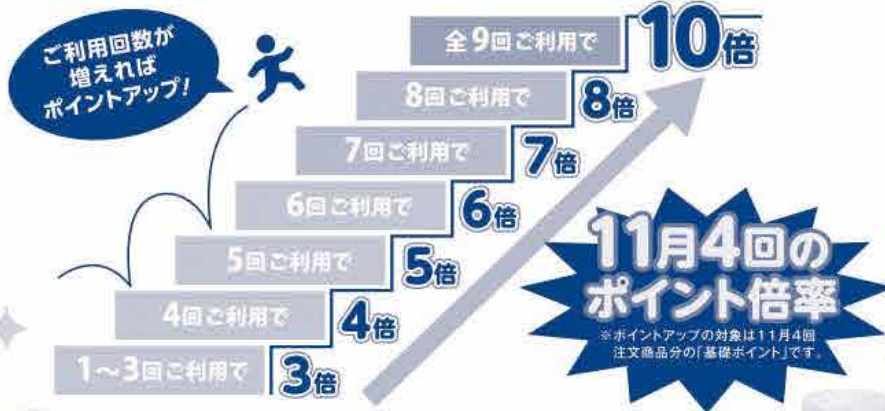 ご利用回数が
増えれば
ポイントアップ!
全9回ご利用で
10倍
8回ご利用で
8倍
7回ご利用で
7倍
6回ご利用で
6倍
5回ご利用で
5倍
4回ご利用で
4倍
1～3回ご利用で
3倍
11月4回の
ポイント倍率
※ポイントアップの対象は11月4回
注文商品分の「基礎ポイント」です。